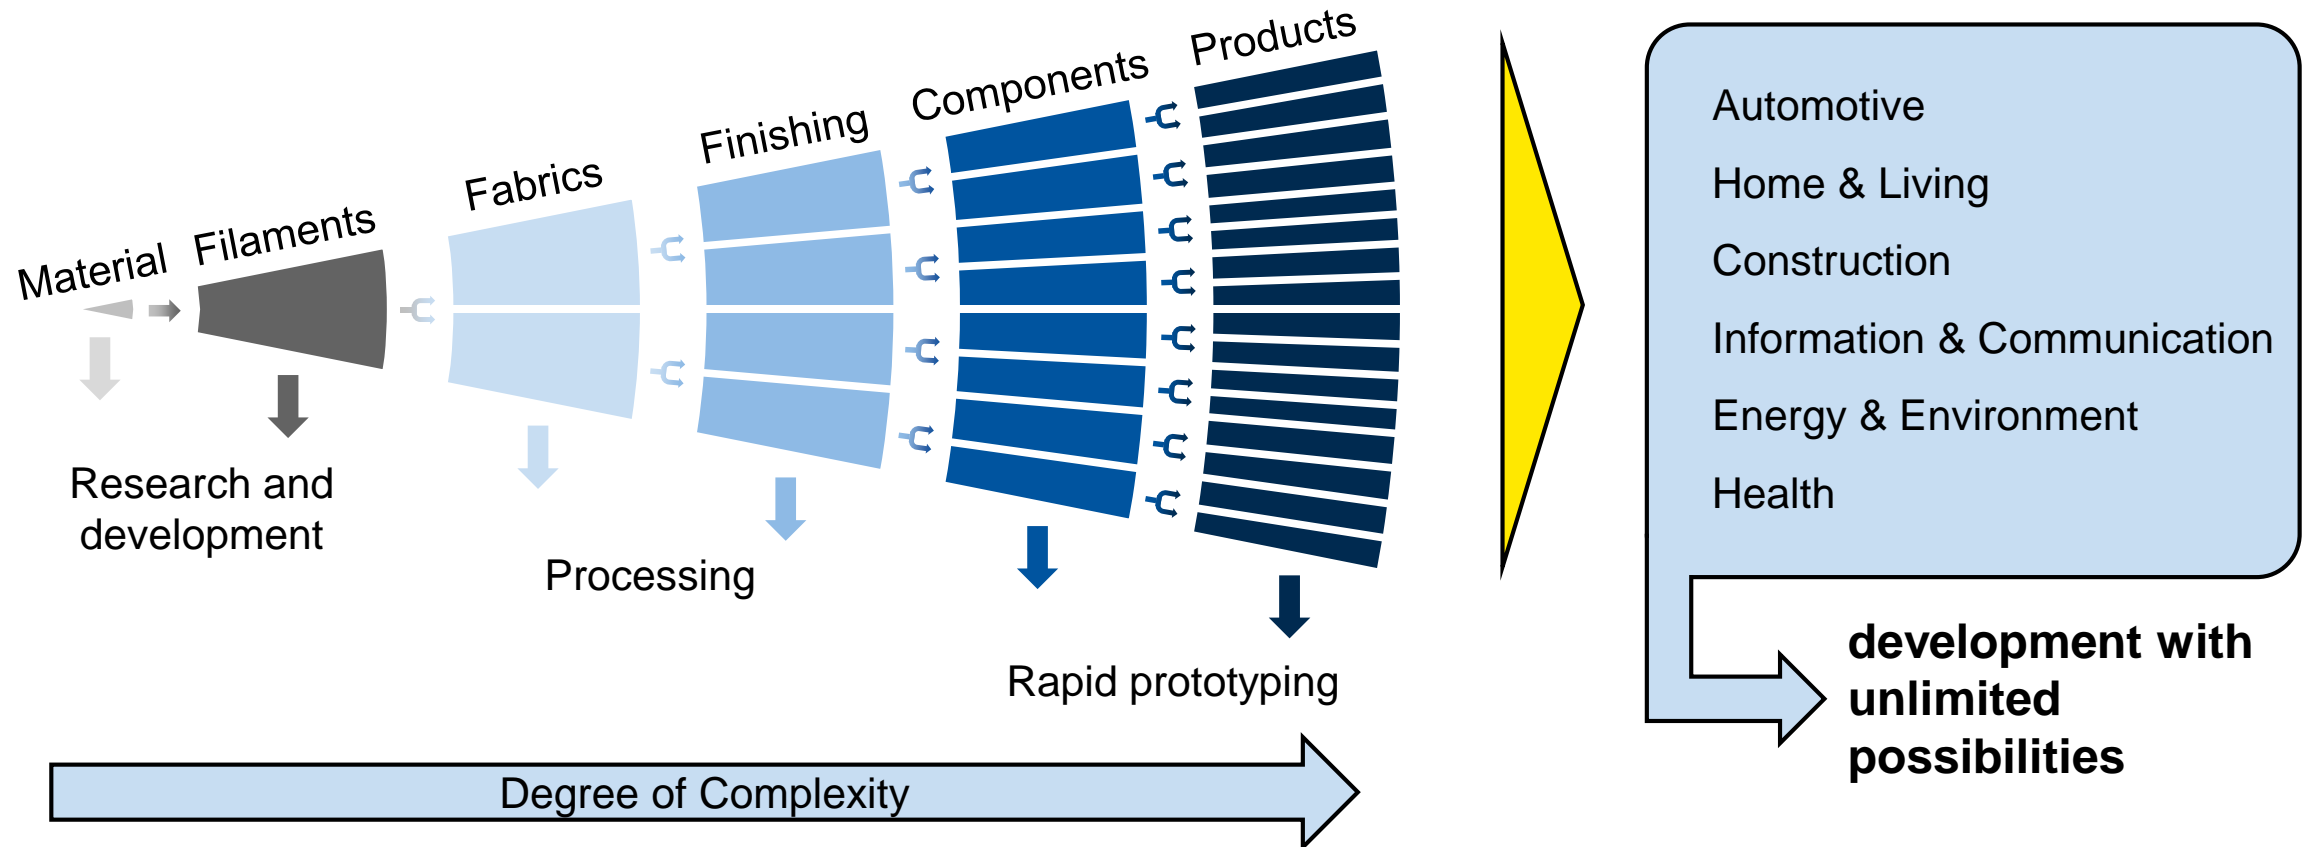 Material
Filaments
Fabrics
Finishing
Components
Products
Research and
development
Processing
Rapid prototyping
Degree of Complexity
Automotive
Home & Living
Construction
Information & Communication
Energy & Environment
Health
development with
unlimited
possibilities